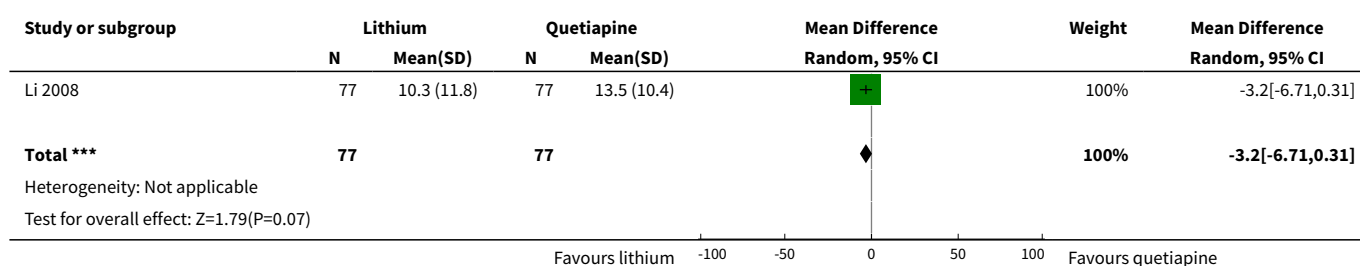 Study or subgroup Lithium Quetiapine Mean Difference Weight Mean Difference
N Mean(SD) N Mean(SD) Random, 95% CI Random, 95% CI
Li 2008 77 10.3 (11.8) 77 13.5 (10.4) 100% -3.2[-6.71,0.31]
Total *** 77 77 100% -3.2[-6.71,0.31]
Heterogeneity: Not applicable
Test for overall effect: Z=1.79(P=0.07)
Favours lithium -100 -50 0 50 100 Favours quetiapine